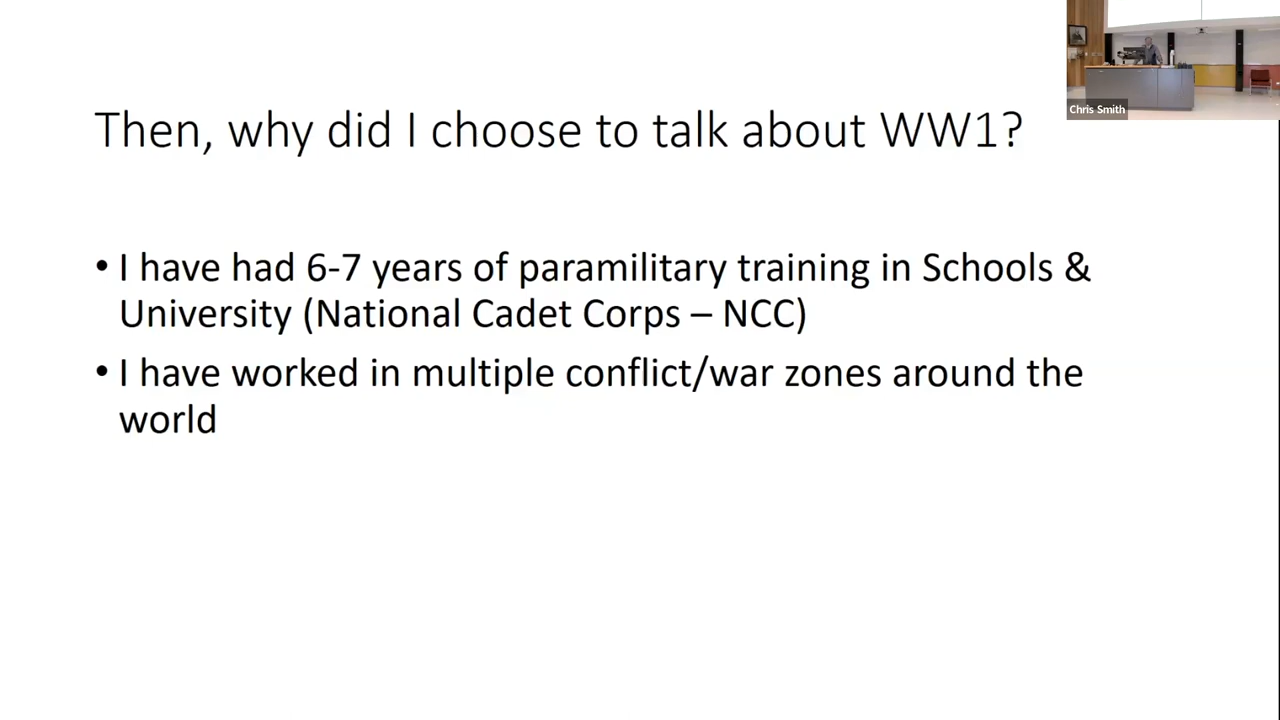 Then, why did I choose to talk about WW1?
• I have had 6-7 years of paramilitary training in Schools &
University (National Cadet Corps – NCC)
• I have worked in multiple conflict/war zones around the
world
Chris Smith